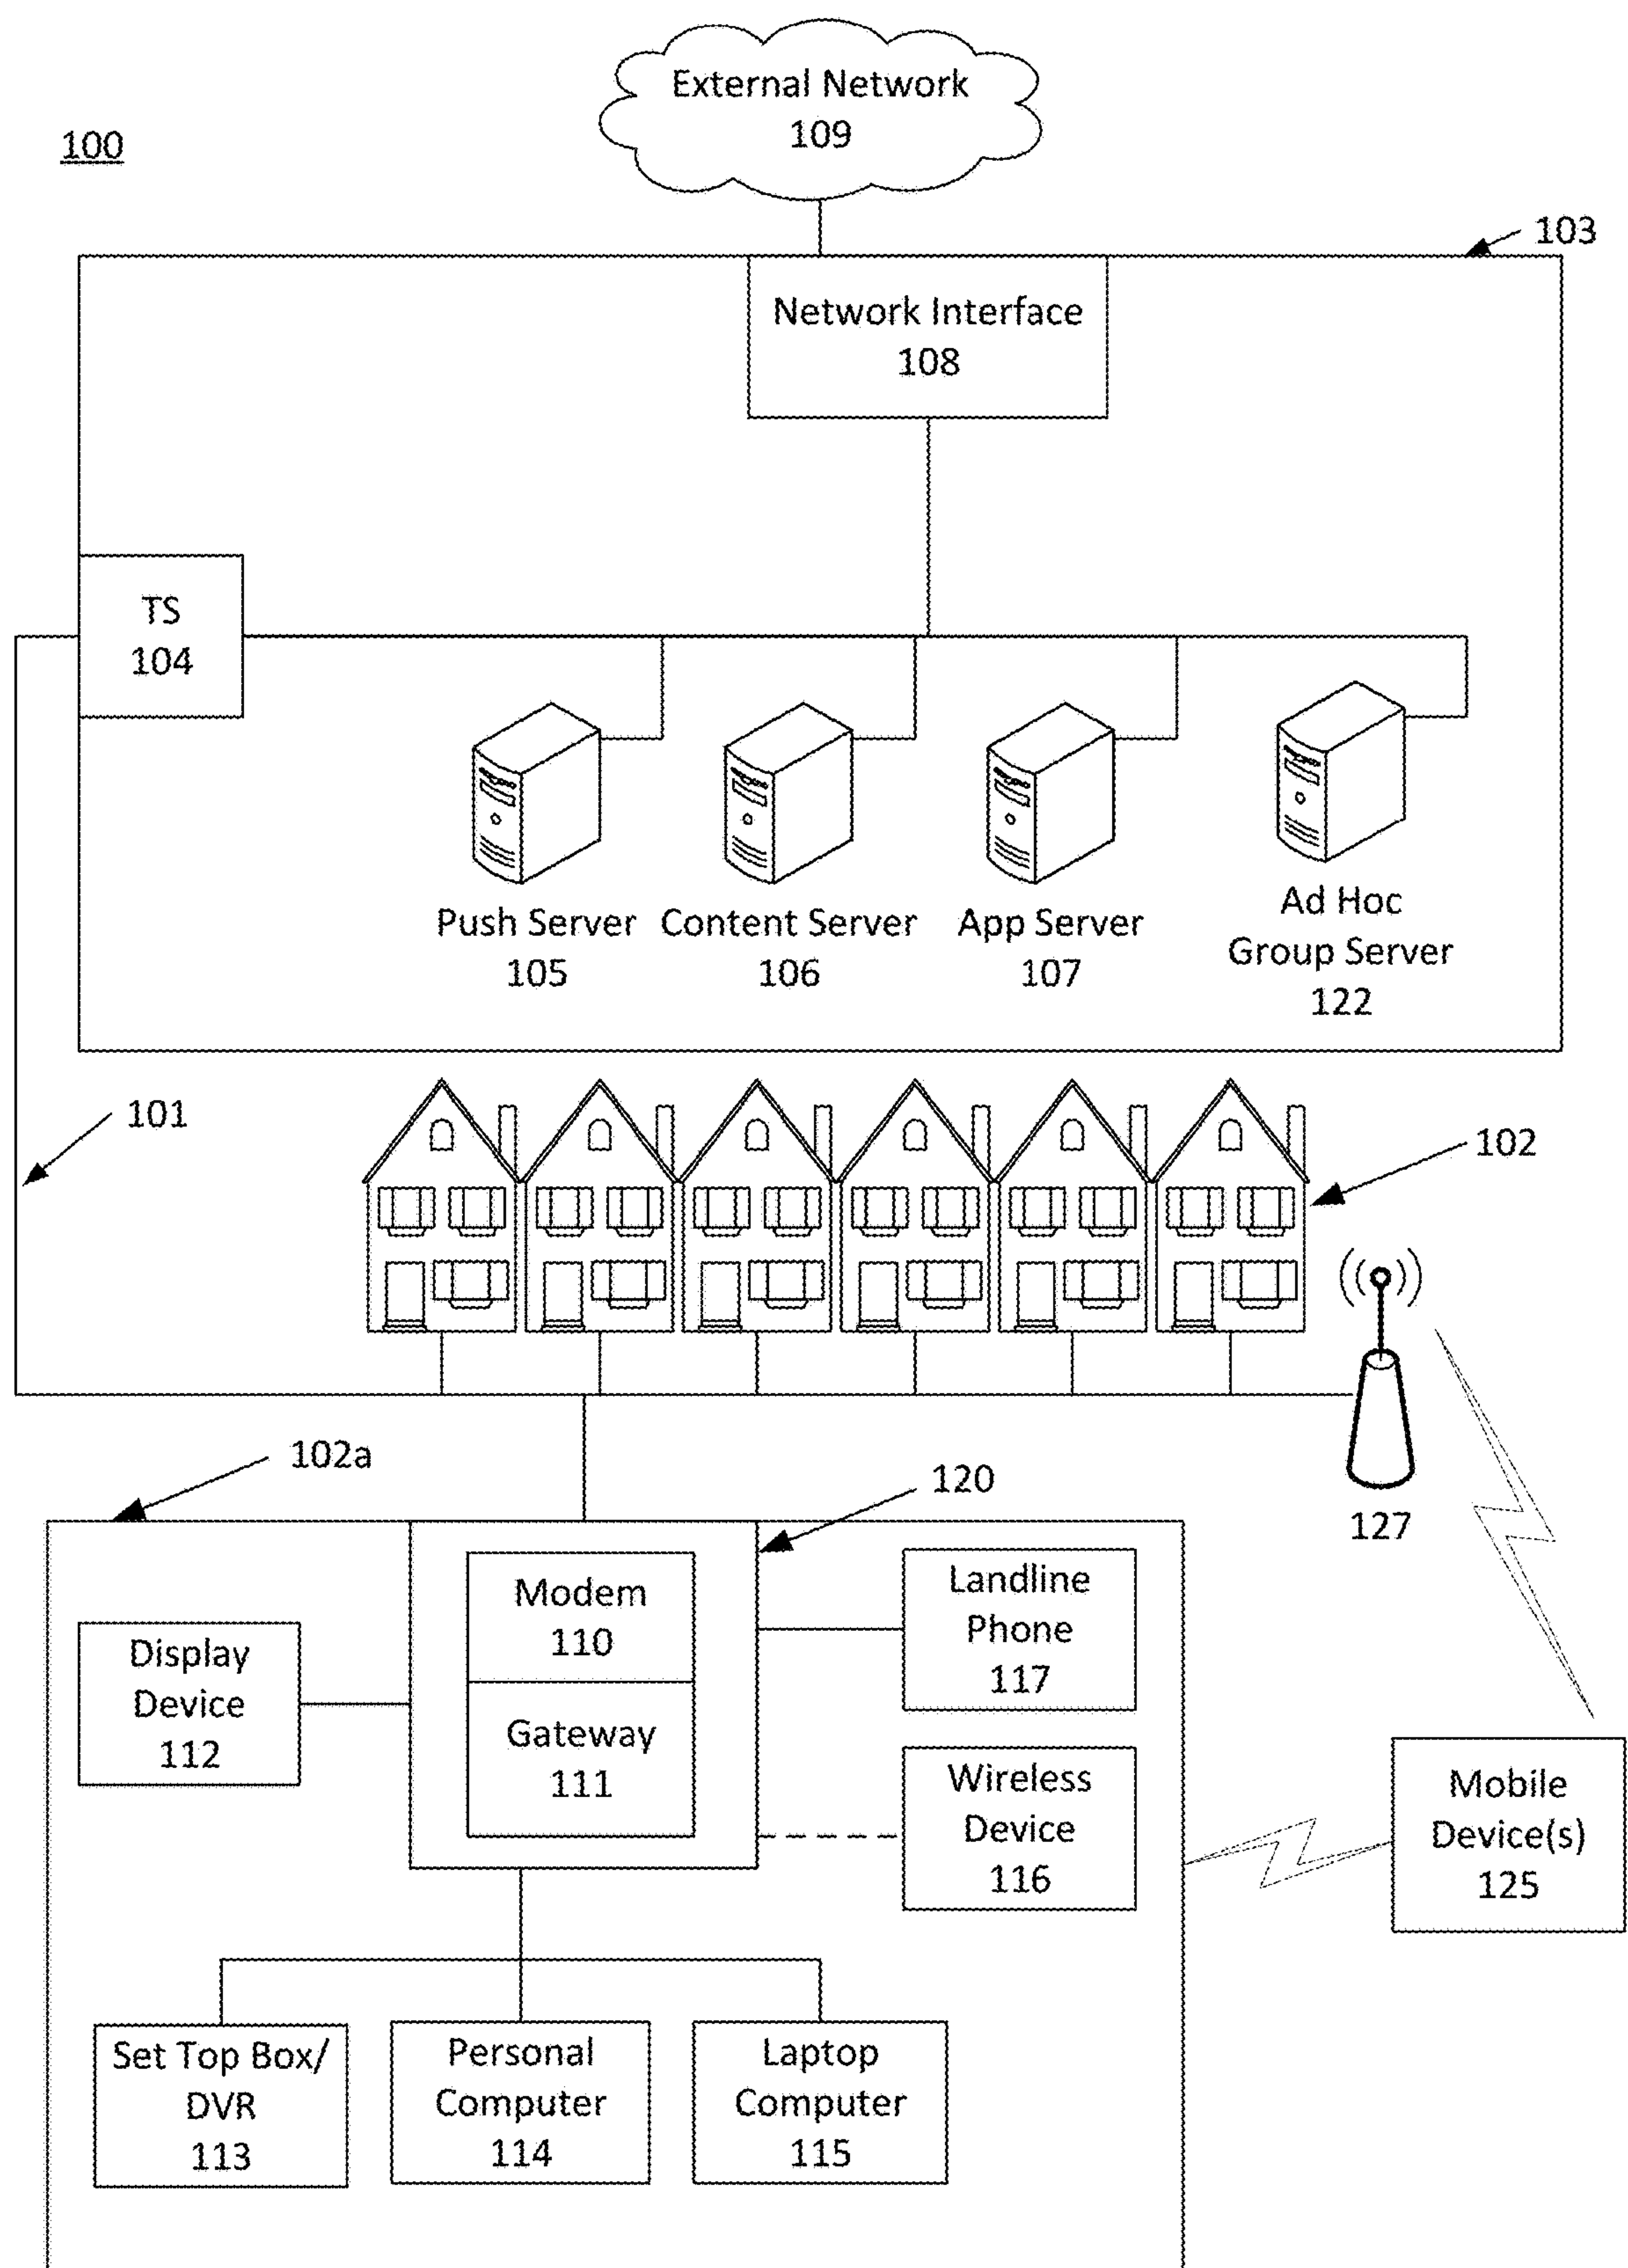 External Network
109
100
103
Network Interface
108
TS
104
Push Server
105
Content Server
106
App Server
107
Ad Hoc
Group Server
122
101
102
127
102a
120
Modem
110
Gateway
111
Display
Device
112
Landline
Phone
117
Wireless
Device
116
Mobile
Device(s)
125
Set Top Box/
DVR
113
Personal
Computer
114
Laptop
Computer
115